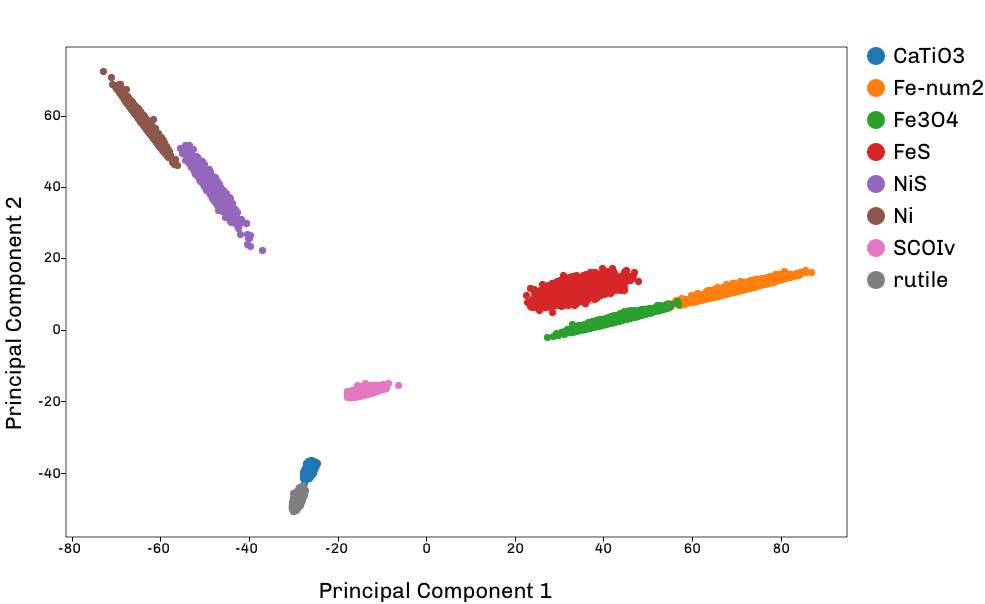 Principal Component 2
60
40
20
0
-20
-40
-80
-60
-40
-20
0
20
40
60
80
Principal Component 1
CaTiO3
Fe-num2
Fe3O4
FeS
NiS
Ni
SCOIv
rutile